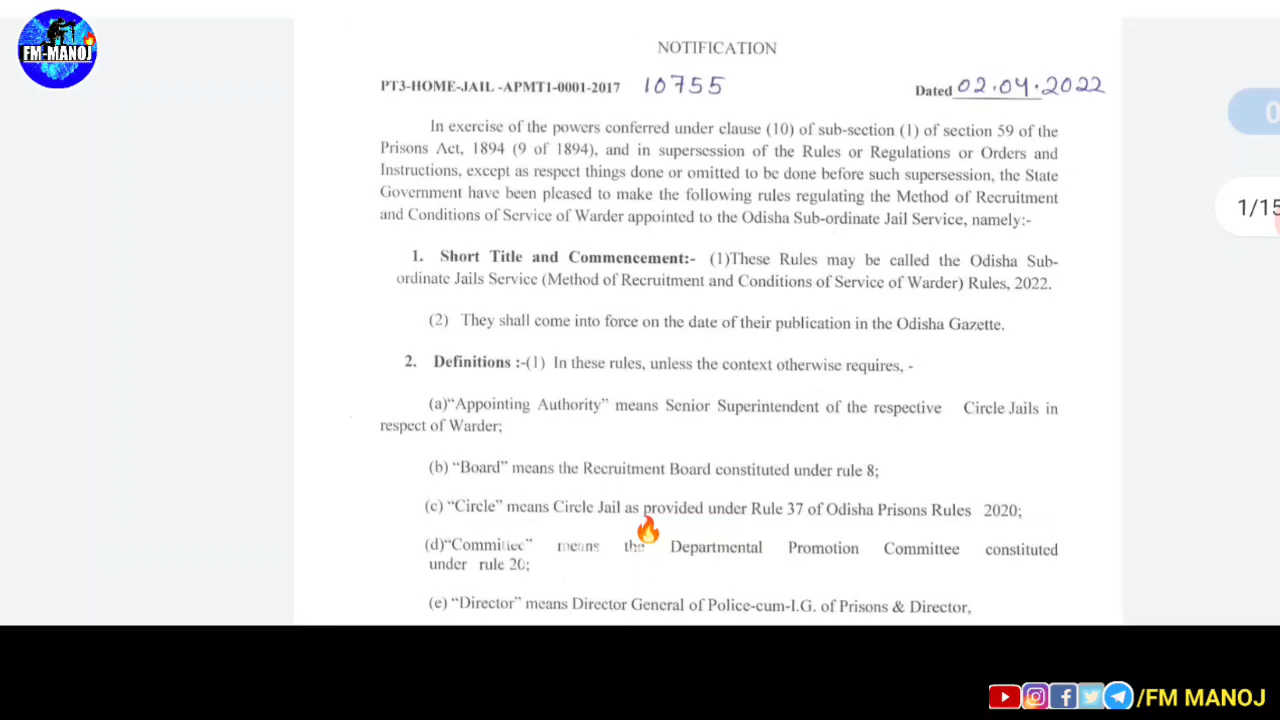 FM-MANOJ
NOTIFICATION
PT3-HOME-JAIL -APMT1-0001-2017 10755 Dated 02.04.2022
In exercise of the powers conferred under clause (10) of sub-section (1) of section 59 of the
Prisons Act, 1894 (9 of 1894), and in supersession of the Rules or Regulations or Orders and
Instructions, except as respect things done or omitted to be done before such supersession, the State
Government have been pleased to make the following rules regulating the Method of Recruitment
and Conditions of Service of Warder appointed to the Odisha Sub-ordinate Jail Service, namely:-
1. Short Title and Commencement:- (1)These Rules may be called the Odisha Sub-
ordinate Jails Service (Method of Recruitment and Conditions of Service of Warder) Rules, 2022.
(2) They shall come into force on the date of their publication in the Odisha Gazette.
2. Definitions :-(1) In these rules, unless the context otherwise requires, -
(a)“Appointing Authority” means Senior Superintendent of the respective Circle Jails in
respect of Warder;
(b) “Board” means the Recruitment Board constituted under rule 8;
(c) “Circle” means Circle Jail as provided under Rule 37 of Odisha Prisons Rules 2020;
(d)“Committee” means the Departmental Promotion Committee constituted
under rule 20;
(e) “Director” means Director General of Police-cum-I.G. of Prisons & Director,
0
1/15
/FM MANOJ